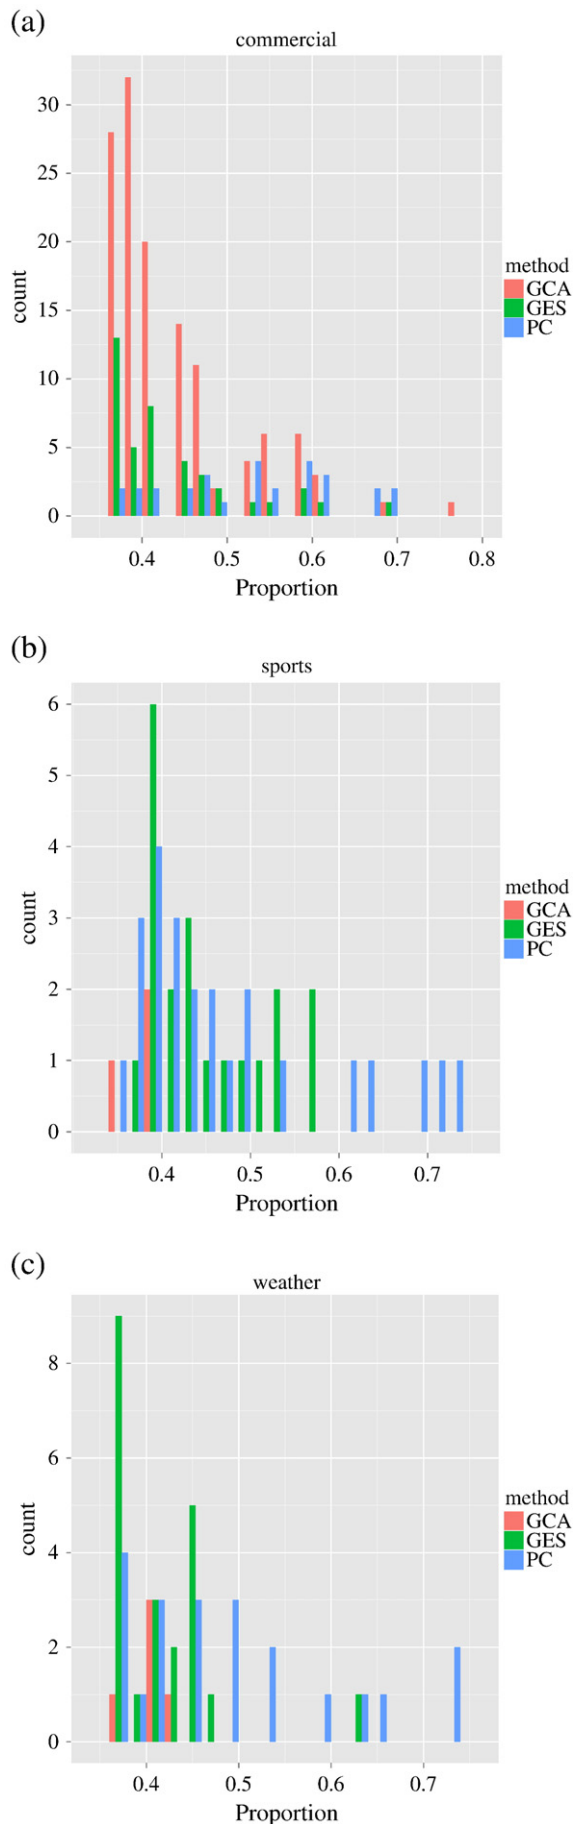 (a)
commercial
30
25
20
15
10
5
0
count
0.4 0.5 0.6 0.7 0.8
Proportion
method
GCA
GES
PC
(b)
sports
6
5
4
3
2
1
0
count
0.4 0.5 0.6 0.7
Proportion
method
GCA
GES
PC
(c)
weather
8
6
4
2
0
count
0.4 0.5 0.6 0.7
Proportion
method
GCA
GES
PC